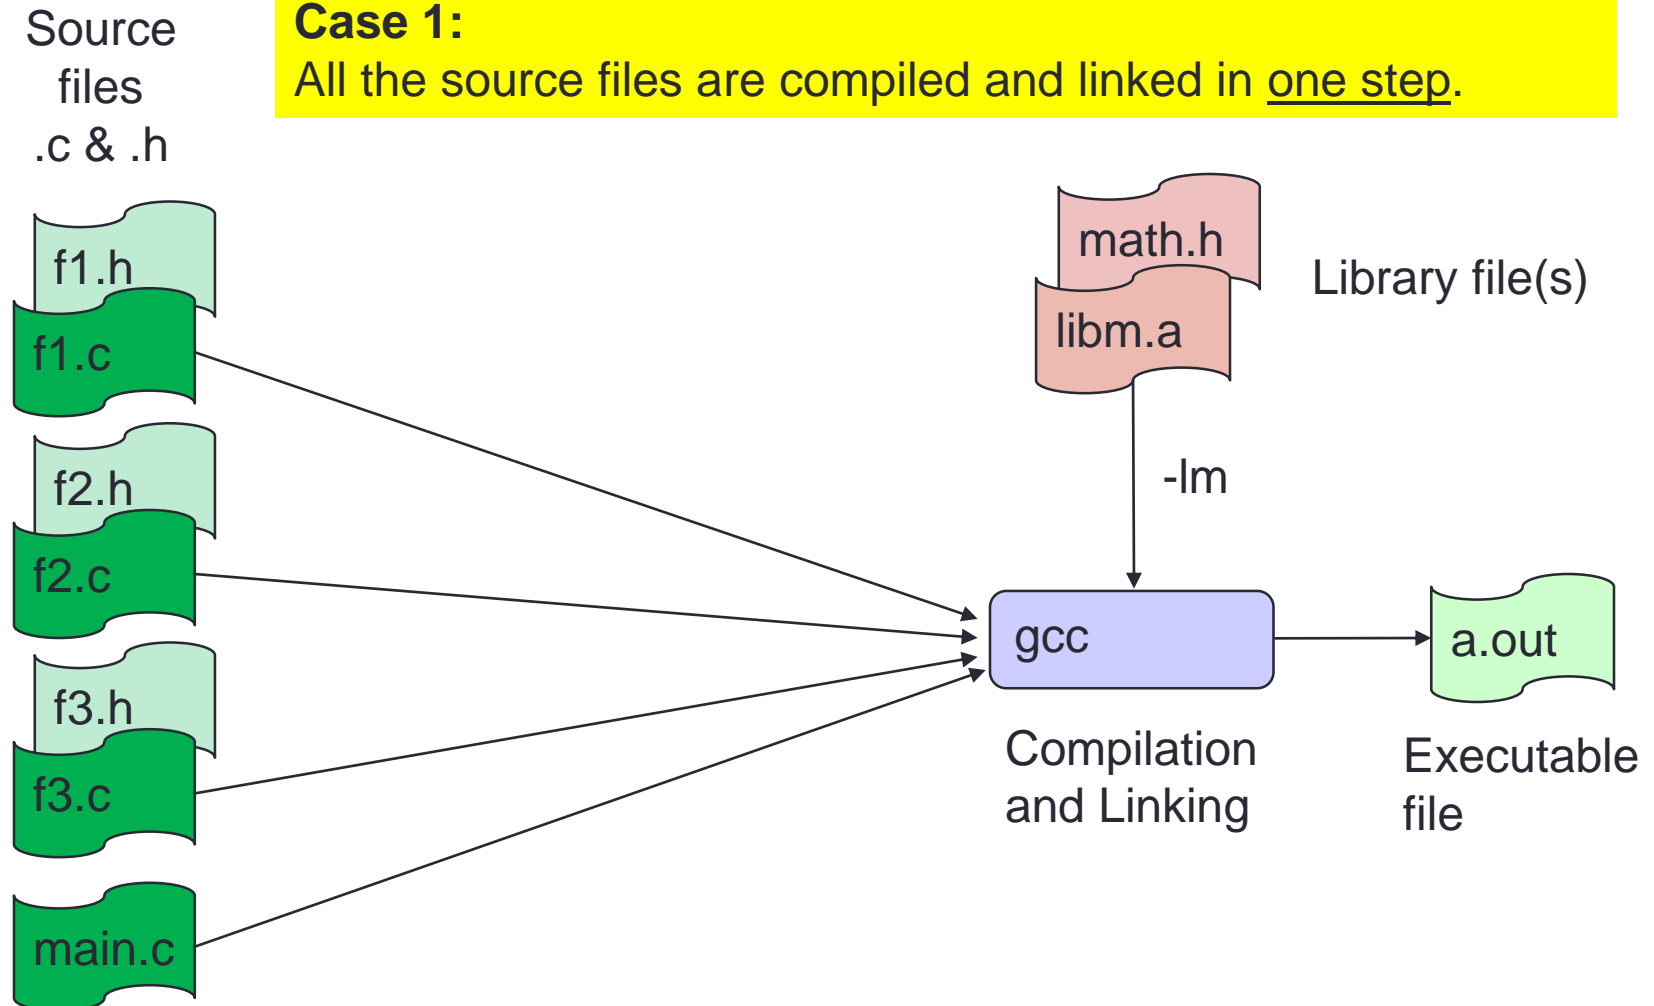 Source
files
.c & .h
Case 1:
All the source files are compiled and linked in one step.
f1.h
f1.c
f2.h
f2.c
f3.h
f3.c
main.c
math.h
libm.a
Library file(s)
-lm
gcc
Compilation
and Linking
a.out
Executable
file